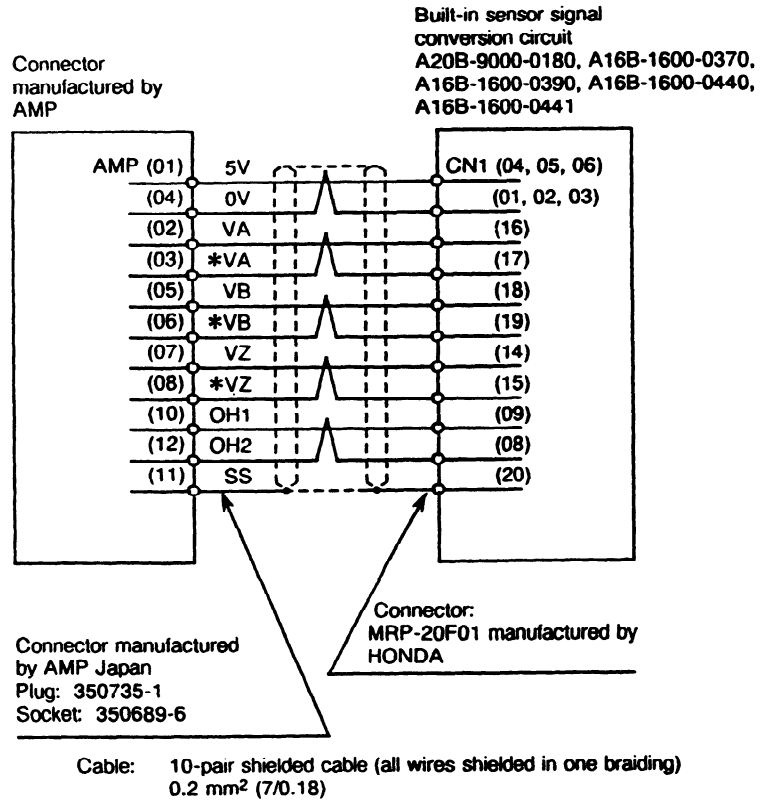 Built-in sensor signal
conversion circuit
A20B-9000-0180, A16B-1600-0370,
A16B-1600-0390, A16B-1600-0440,
A16B-1600-0441
Connector
manufactured by
AMP
AMP (01) 5V CN1 (04, 05, 06)
(04) 0V (01, 02, 03)
(02) VA (16)
(03) *VA (17)
(05) VB (18)
(06) *VB (19)
(07) VZ (14)
(08) *VZ (15)
(10) OH1 (09)
(12) OH2 (08)
(11) SS (20)
Connector:
MRP-20F01 manufactured by
HONDA
Connector manufactured
by AMP Japan
Plug: 350735-1
Socket: 350689-6
Cable: 10-pair shielded cable (all wires shielded in one braiding)
0.2 mm² (7/0.18)